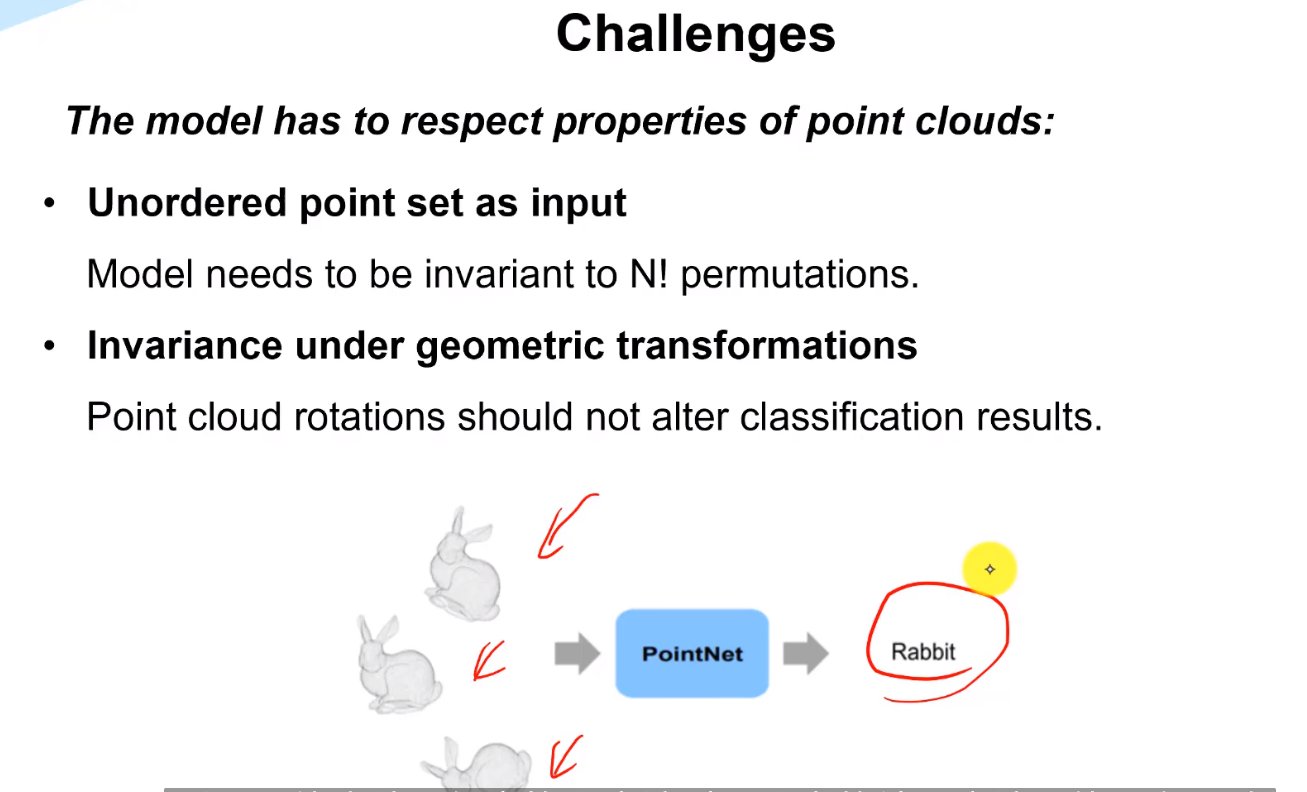 Challenges
The model has to respect properties of point clouds:
• Unordered point set as input
Model needs to be invariant to N! permutations.
• Invariance under geometric transformations
Point cloud rotations should not alter classification results.
PointNet
Rabbit